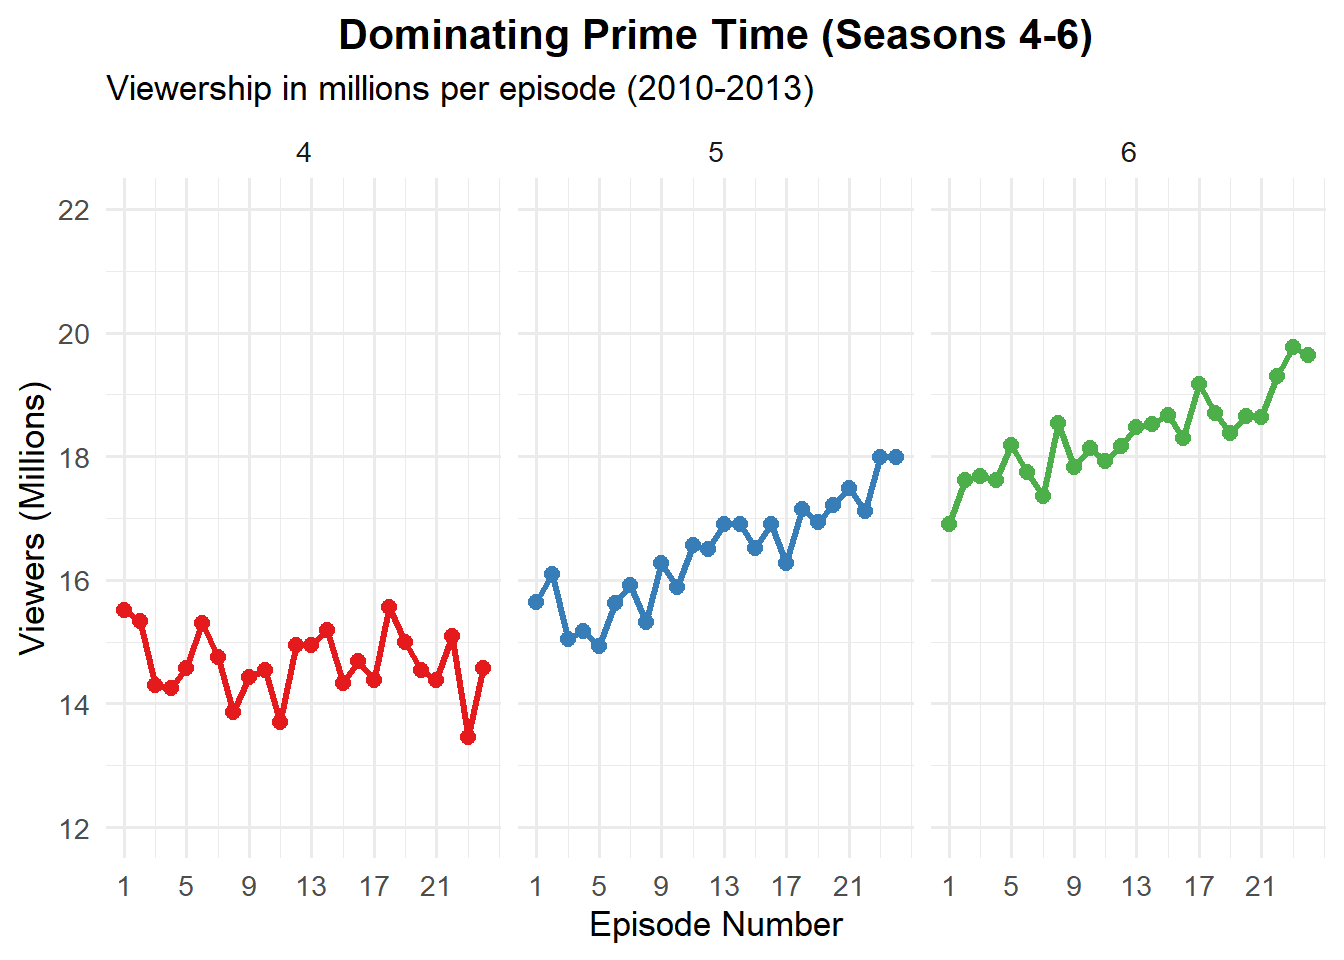 Dominating Prime Time (Seasons 4-6)
Viewership in millions per episode (2010-2013)
4 5 6
22
20
18
16
14
12
Viewers (Millions)
1 5 9 13 17 21 1 5 9 13 17 21 1 5 9 13 17 21
Episode Number